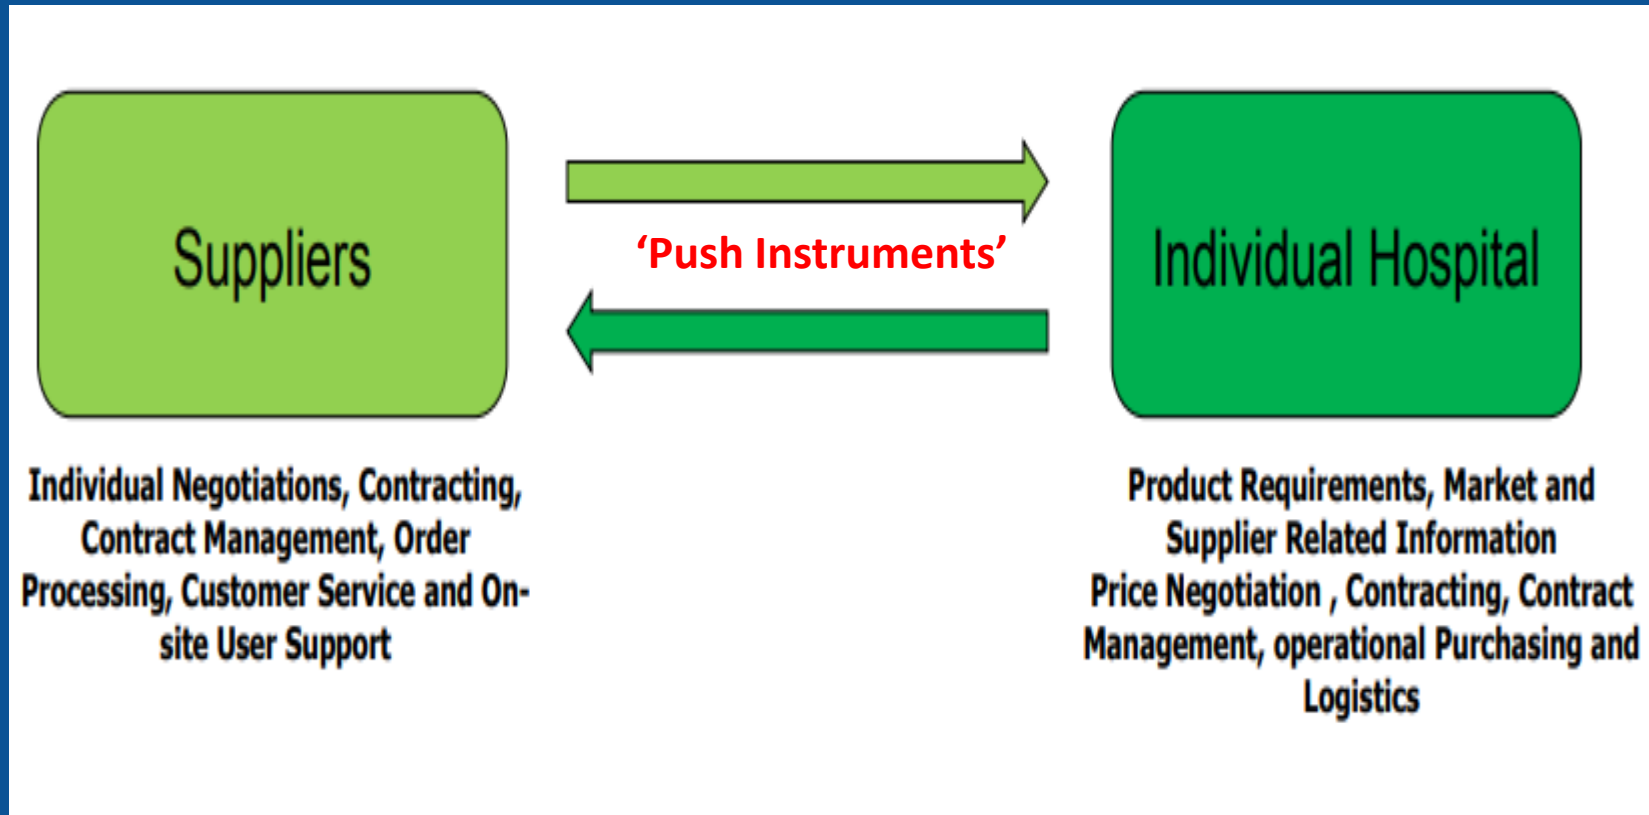 Suppliers
‘Push Instruments’
Individual Hospital
Individual Negotiations, Contracting,
Contract Management, Order
Processing, Customer Service and On-
site User Support
Product Requirements, Market and
Supplier Related Information
Price Negotiation , Contracting, Contract
Management, operational Purchasing and
Logistics